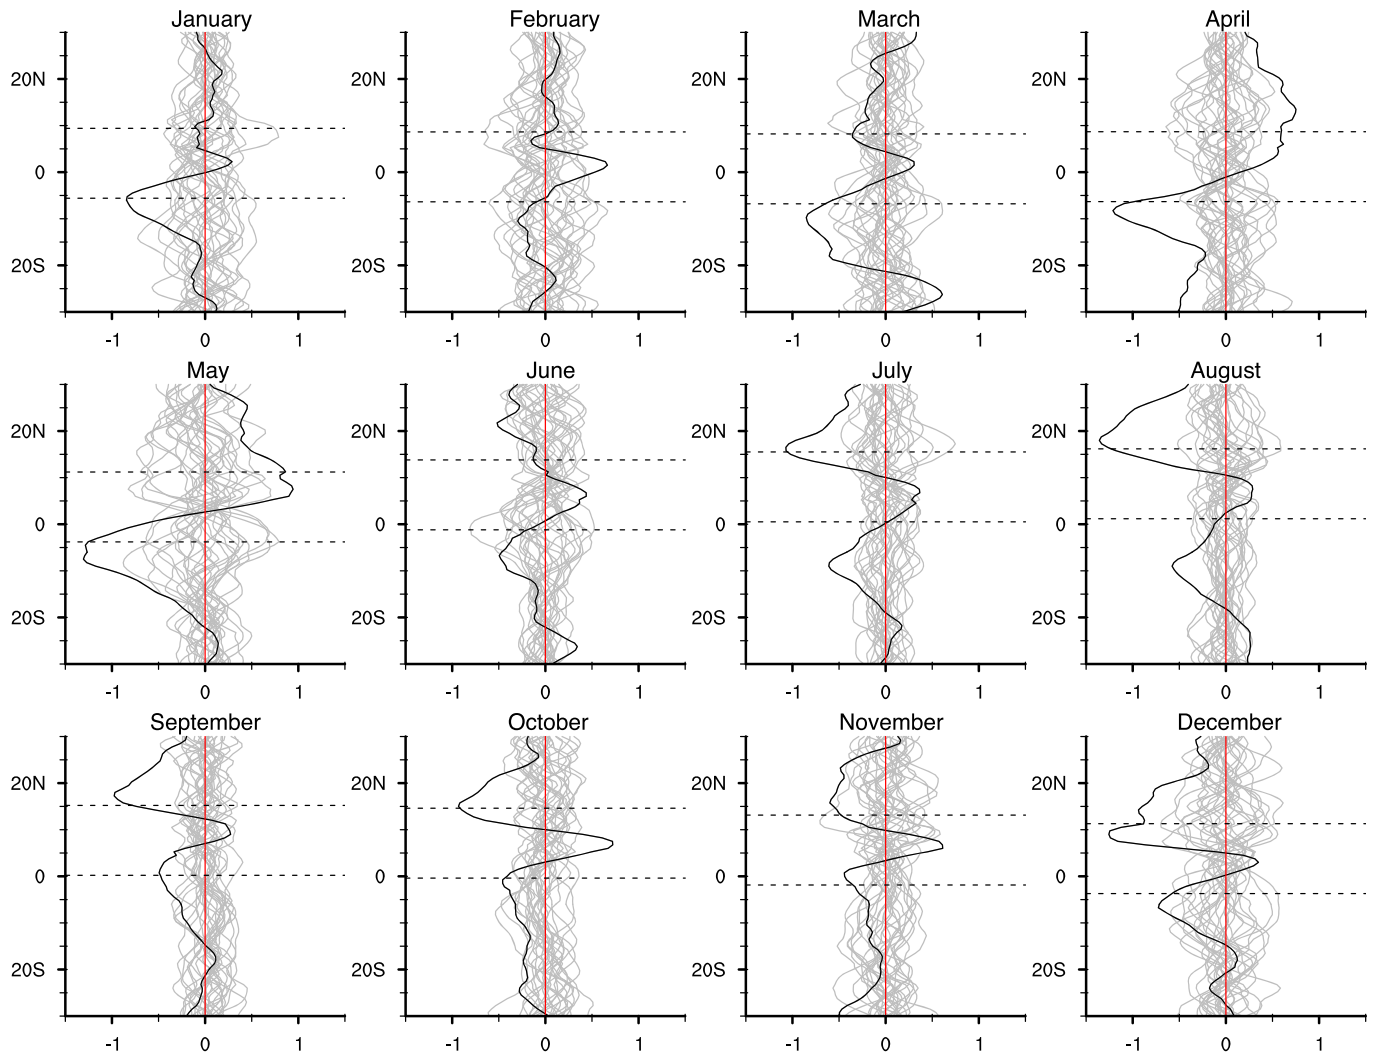 January
February
March
April
20N
20N
20N
20N
0
0
0
0
20S
20S
20S
20S
-1 0 1
-1 0 1
-1 0 1
-1 0 1
May
June
July
August
20N
20N
20N
20N
0
0
0
0
20S
20S
20S
20S
-1 0 1
-1 0 1
-1 0 1
-1 0 1
September
October
November
December
20N
20N
20N
20N
0
0
0
0
20S
20S
20S
20S
-1 0 1
-1 0 1
-1 0 1
-1 0 1